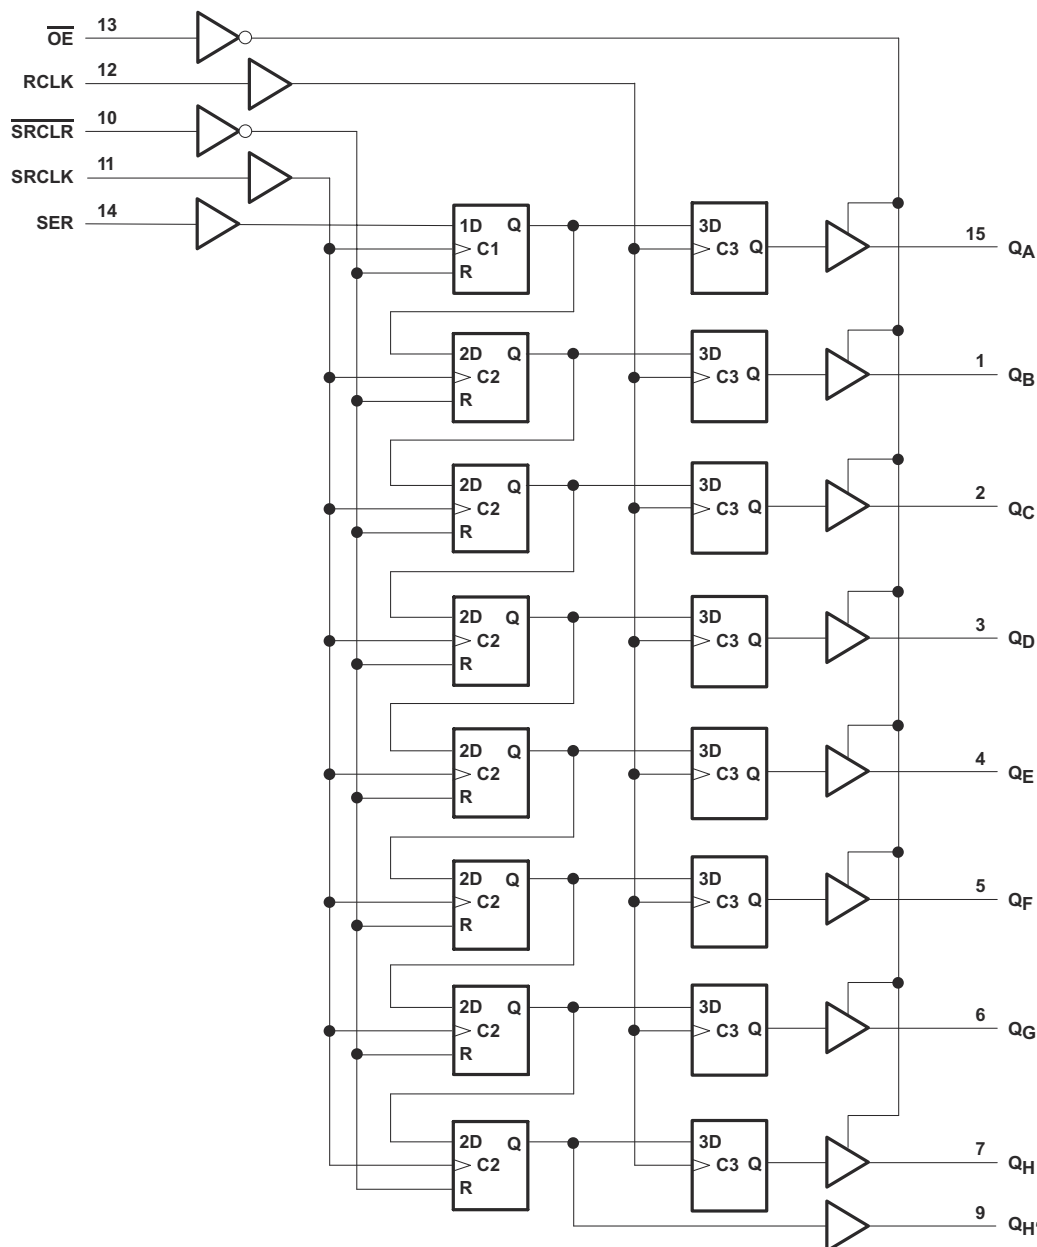 OE 13
RCLK 12
SRCLR 10
SRCLK 11
SER 14
1D Q 3D
C1 C3 Q 15 QA
R
2D Q 3D
C2 C3 Q 1 QB
R
2D Q 3D
C2 C3 Q 2 QC
R
2D Q 3D
C2 C3 Q 3 QD
R
2D Q 3D
C2 C3 Q 4 QE
R
2D Q 3D
C2 C3 Q 5 QF
R
2D Q 3D
C2 C3 Q 6 QG
R
2D Q 3D
C2 C3 Q 7 QH
R
9 QH'